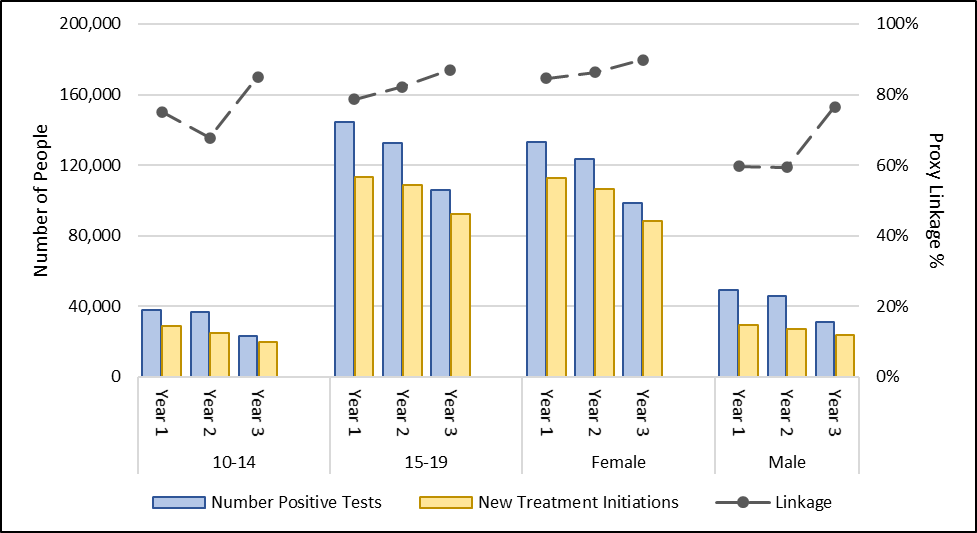 200,000
160,000
120,000
80,000
40,000
0
Number of People
100%
80%
60%
40%
20%
0%
Proxy Linkage %
Year 1 Year 2 Year 3 Year 1 Year 2 Year 3 Year 1 Year 2 Year 3 Year 1 Year 2 Year 3
10-14 15-19 Female Male
Number Positive Tests New Treatment Initiations Linkage